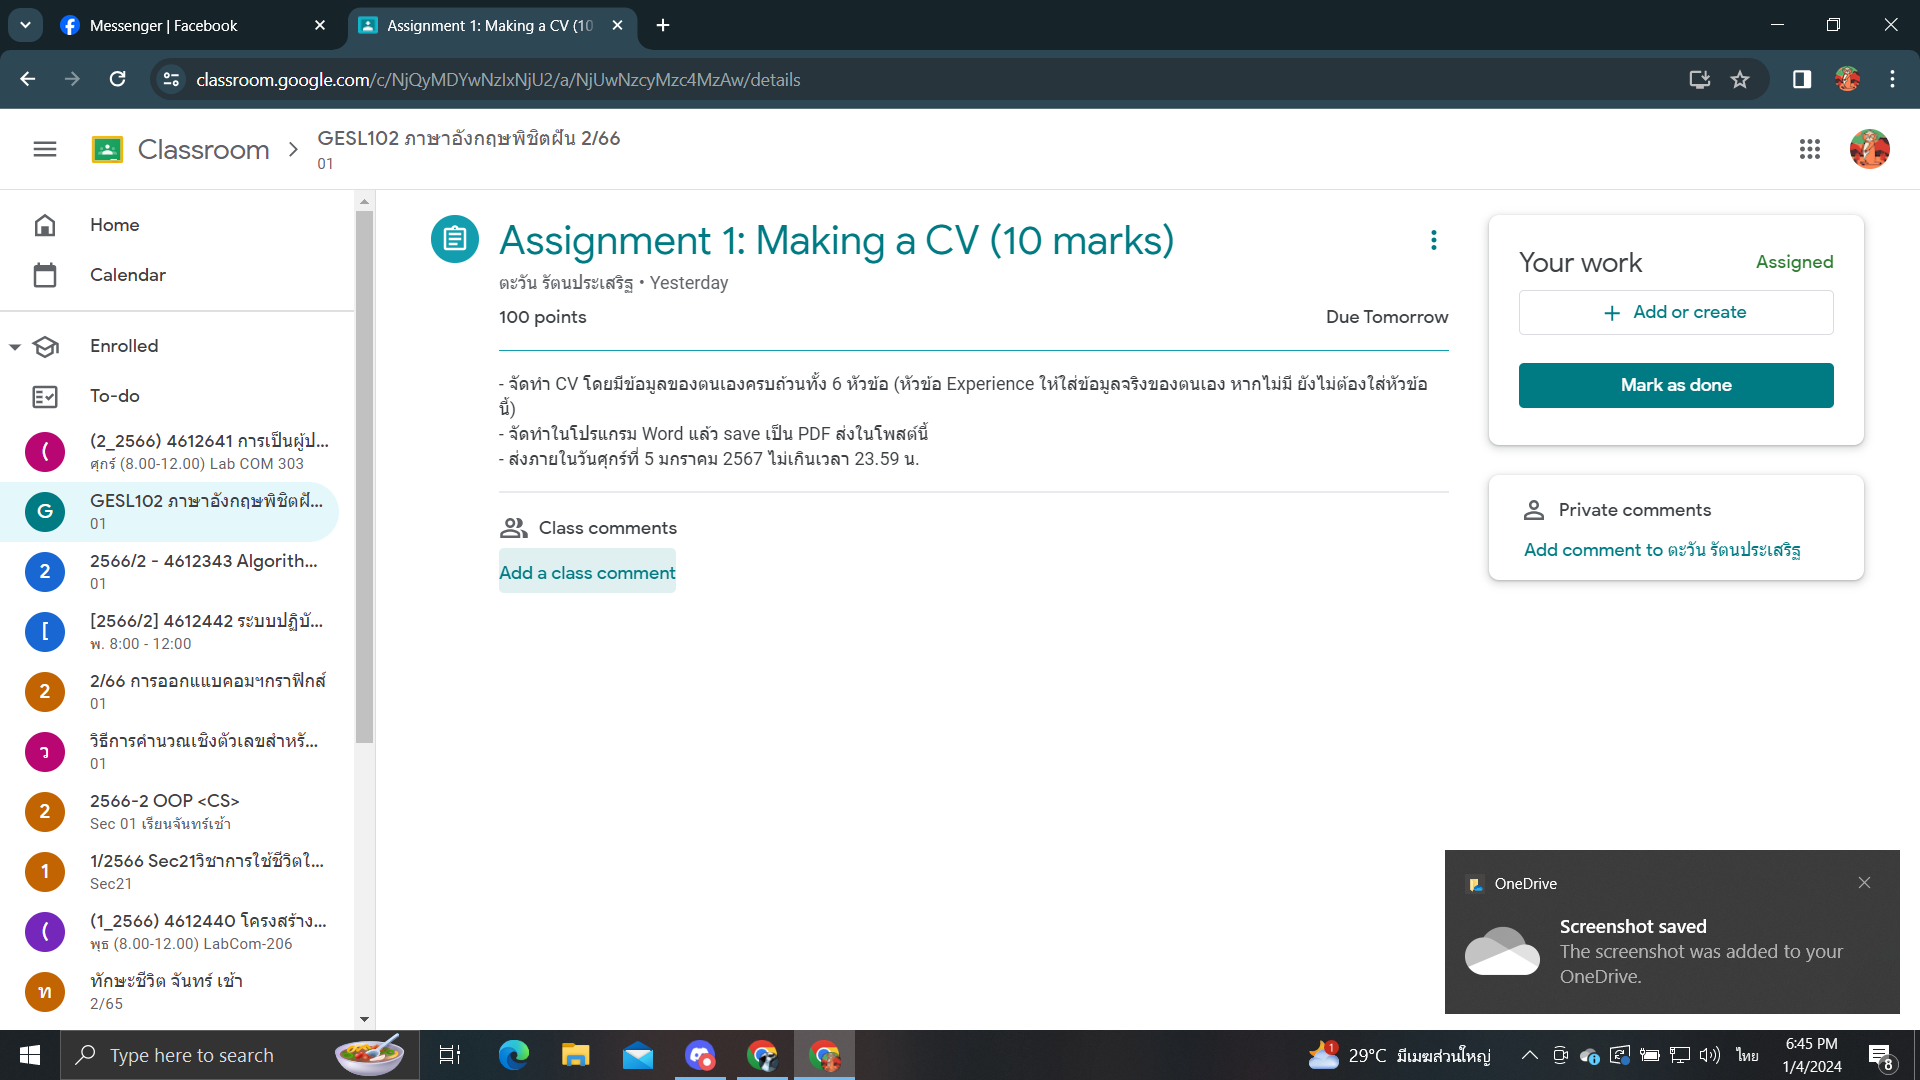 Messenger | Facebook
Assignment 1: Making a CV (10
classroom.google.com/c/NjQyMDYwNzIxNjU2/a/NjUwNzcyMzc4MzAw/details
Classroom
GESL102 ภาษาอังกฤษพิชิตฝัน 2/66
01
Home
Calendar
Enrolled
To-do
(
(2_2566) 4612641 การเป็นผู้ป...
ศุกร์ (8.00-12.00) Lab COM 303
G
GESL102 ภาษาอังกฤษพิชิตฝั...
01
2
2566/2 - 4612343 Algorith...
01
[
[2566/2] 4612442 ระบบปฏิบั...
พ. 8:00 - 12:00
2
2/66 การออกแแบคอมฯกราฟิกส์
01
ว
วิธีการคำนวณเชิงตัวเลขสำหรั...
01
2
2566-2 OOP <CS>
Sec 01 เรียนจันทร์เช้า
1
1/2566 Sec21วิชาการใช้ชีวิตใ...
Sec21
(
(1_2566) 4612440 โครงสร้าง...
พุธ (8.00-12.00) LabCom-206
ท
ทักษะชีวิต จันทร์ เช้า
2/65
Assignment 1: Making a CV (10 marks)
ตะวัน รัตนประเสริฐ • Yesterday
100 points
Due Tomorrow
- จัดทำ CV โดยมีข้อมูลของตนเองครบถ้วนทั้ง 6 หัวข้อ (หัวข้อ Experience ให้ใส่ข้อมูลจริงของตนเอง หากไม่มี ยังไม่ต้องใส่หัวข้อ
นี้)
- จัดทำในโปรแกรม Word แล้ว save เป็น PDF ส่งในโพสต์นี้
- ส่งภายในวันศุกร์ที่ 5 มกราคม 2567 ไม่เกินเวลา 23.59 น.
Class comments
Add a class comment
Your work
Assigned
Add or create
Mark as done
Private comments
Add comment to ตะวัน รัตนประเสริฐ
OneDrive
Screenshot saved
The screenshot was added to your
OneDrive.
Type here to search
1
29°C มีเมฆส่วนใหญ่
ไทย
6:45 PM
1/4/2024
8